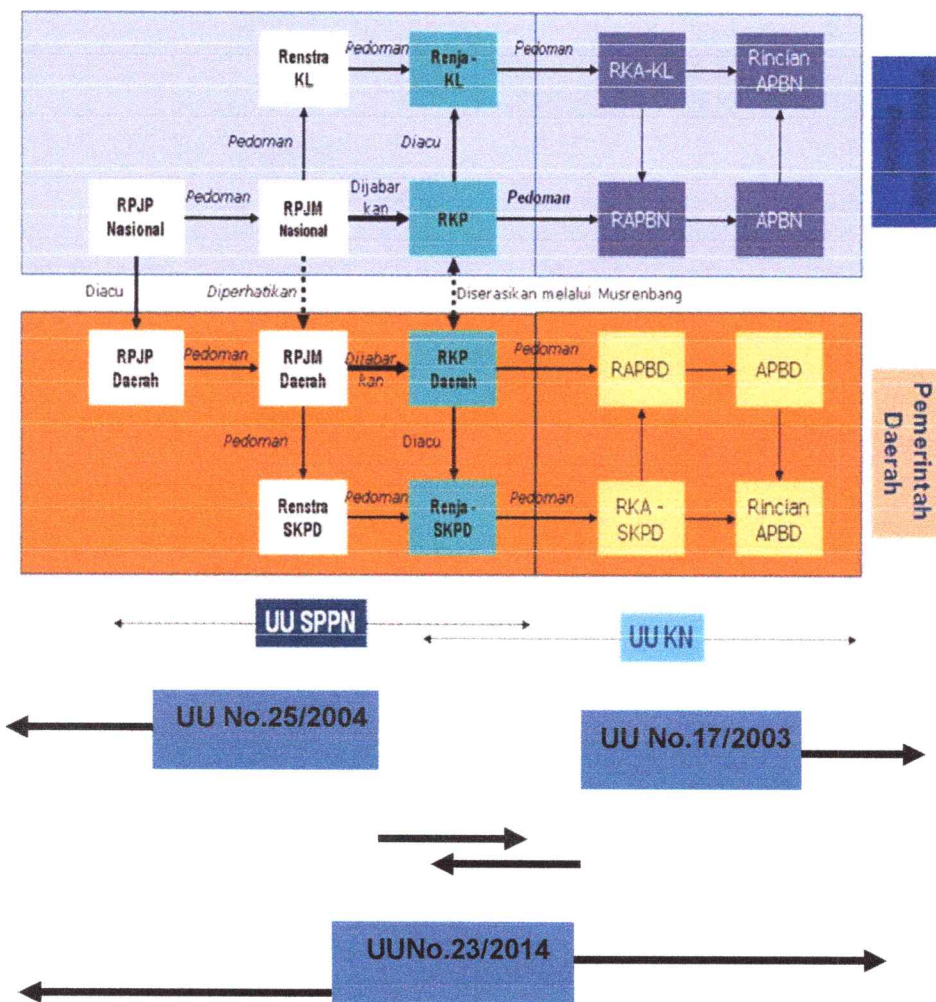 Pedoman
Pedoman
Renstra
KL
Renja -
KL
RKA-KL
Rincian
APBN
Pedoman
Diacu
RPJP
Nasional
Pedoman
RPJM
Nasional
Dijabar
kan
RKP
Pedoman
RAPBN
APBN
Diacu
Diperhatikan
Diserasikan melalui Musrenbang
RPJP
Daerah
Pedoman
RPJM
Daerah
Dijabar
kan
RKP
Daerah
Pedoman
RAPBD
APBD
Pemerintah
Daerah
Pedoman
Diacu
Renstra
SKPD
Pedoman
Renja -
SKPD
Pedoman
RKA -
SKPD
Rincian
APBD
UU SPPN
UU KN
UU No.25/2004
UU No.17/2003
UUNo.23/2014